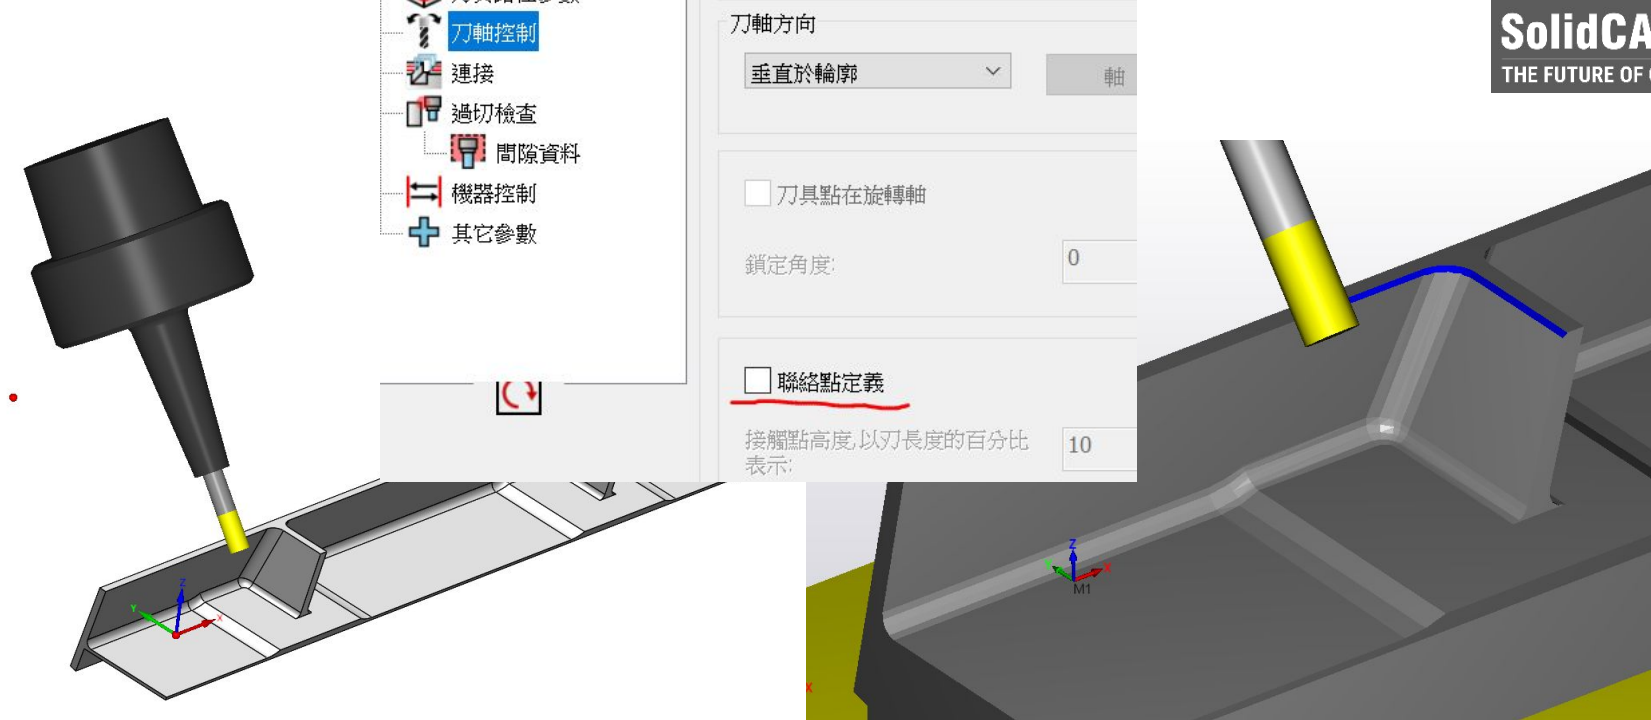 刀軸控制
連接
過切檢查
間隙資料
機器控制
其它參數
刀軸方向
垂直於輪廓
軸
刀具點在旋轉軸
鎖定角度:
0
聯絡點定義
接觸點高度,以刃長度的百分比
表示:
10
SolidCA
THE FUTURE OF
Z
Y
X
Z
X
M1
X